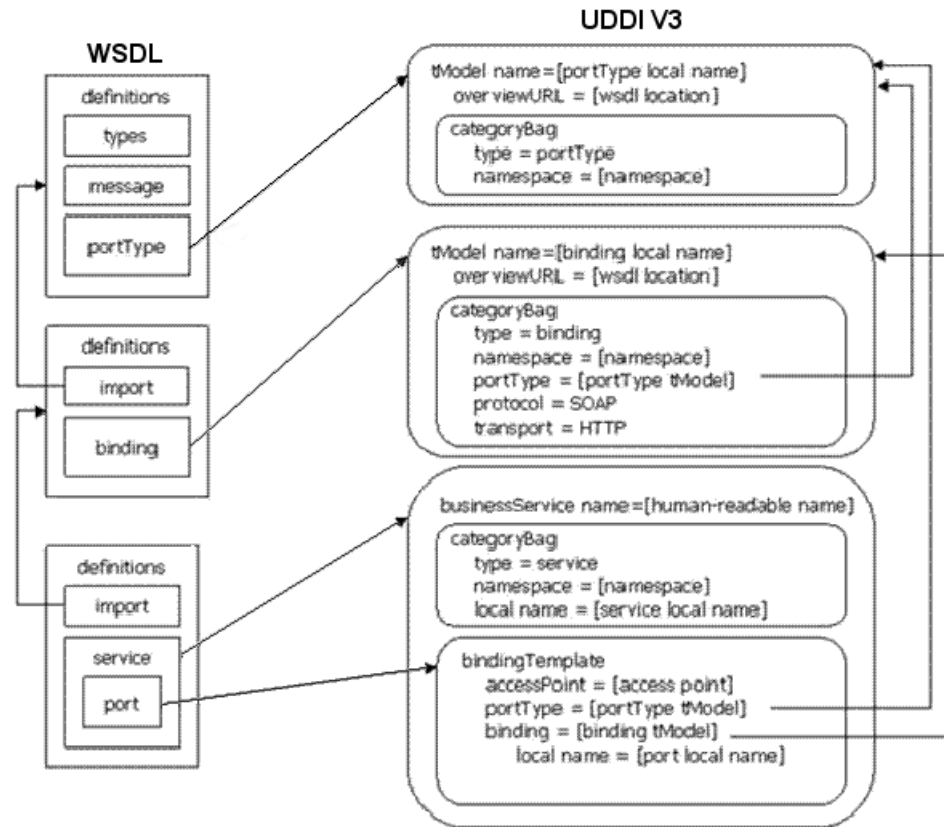 UDDI V3
WSDL
definitions
types
message
portType
definitions
import
binding
definitions
import
service
port
tModel name=[portType local name]
overviewURL = [wsdl location]
categoryBag
type = portType
namespace = [namespace]
tModel name=[binding local name]
overviewURL = [wsdl location]
categoryBag
type = binding
namespace = [namespace]
portType = [portType tModel]
protocol = SOAP
transport = HTTP
businessService name=[human-readable name]
categoryBag
type = service
namespace = [namespace]
local name = [service local name]
bindingTemplate
accessPoint = [access point]
portType = [portType tModel]
binding = [binding tModel]
local name = [port local name]